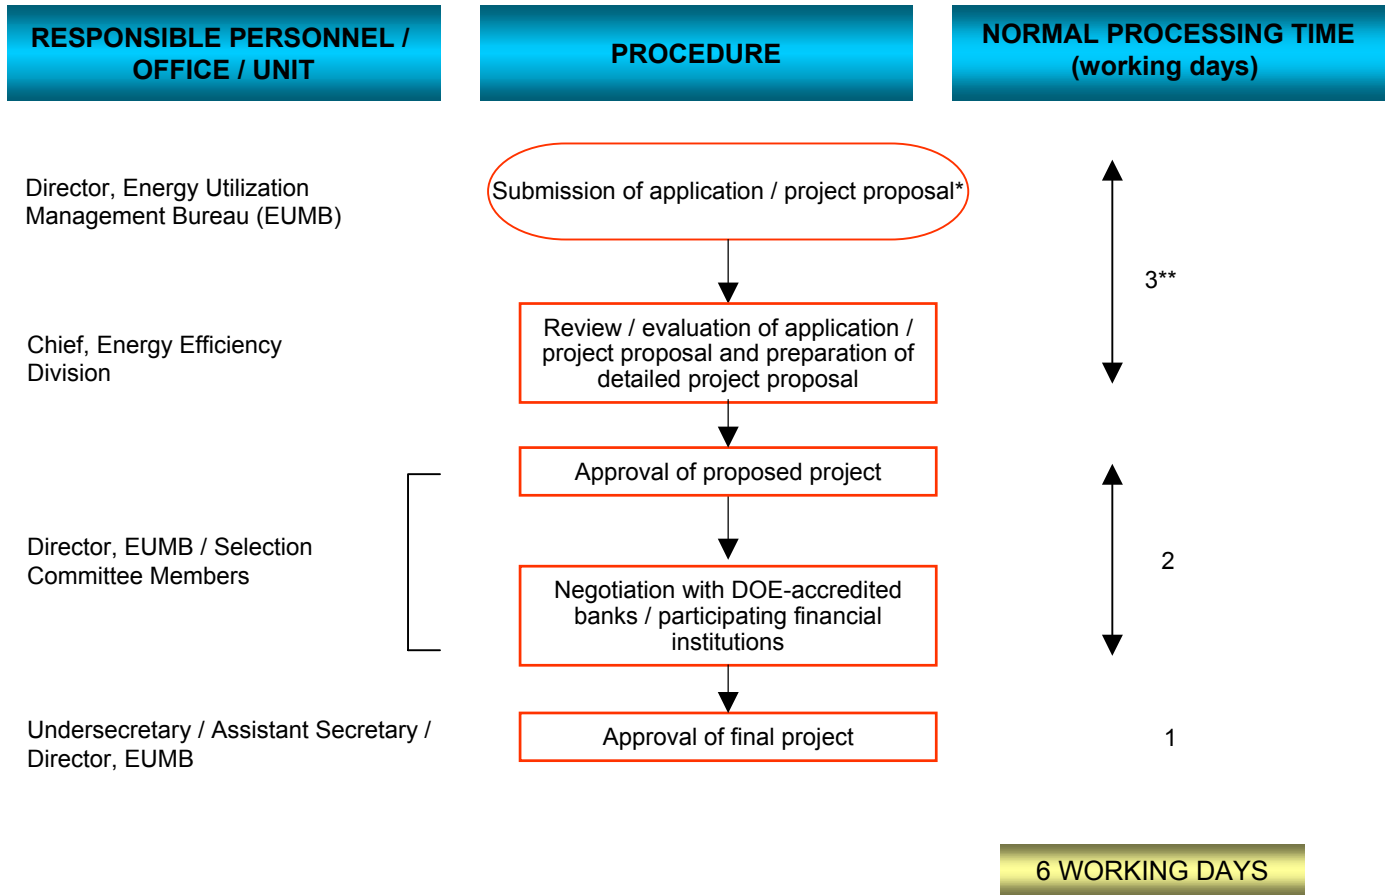 RESPONSIBLE PERSONNEL /
OFFICE / UNIT
PROCEDURE
NORMAL PROCESSING TIME
(working days)
Director, Energy Utilization
Management Bureau (EUMB)
Submission of application / project proposal*
3**
Chief, Energy Efficiency
Division
Review / evaluation of application /
project proposal and preparation of
detailed project proposal
Approval of proposed project
Director, EUMB / Selection
Committee Members
2
Negotiation with DOE-accredited
banks / participating financial
institutions
Undersecretary / Assistant Secretary /
Director, EUMB
Approval of final project
1
6 WORKING DAYS